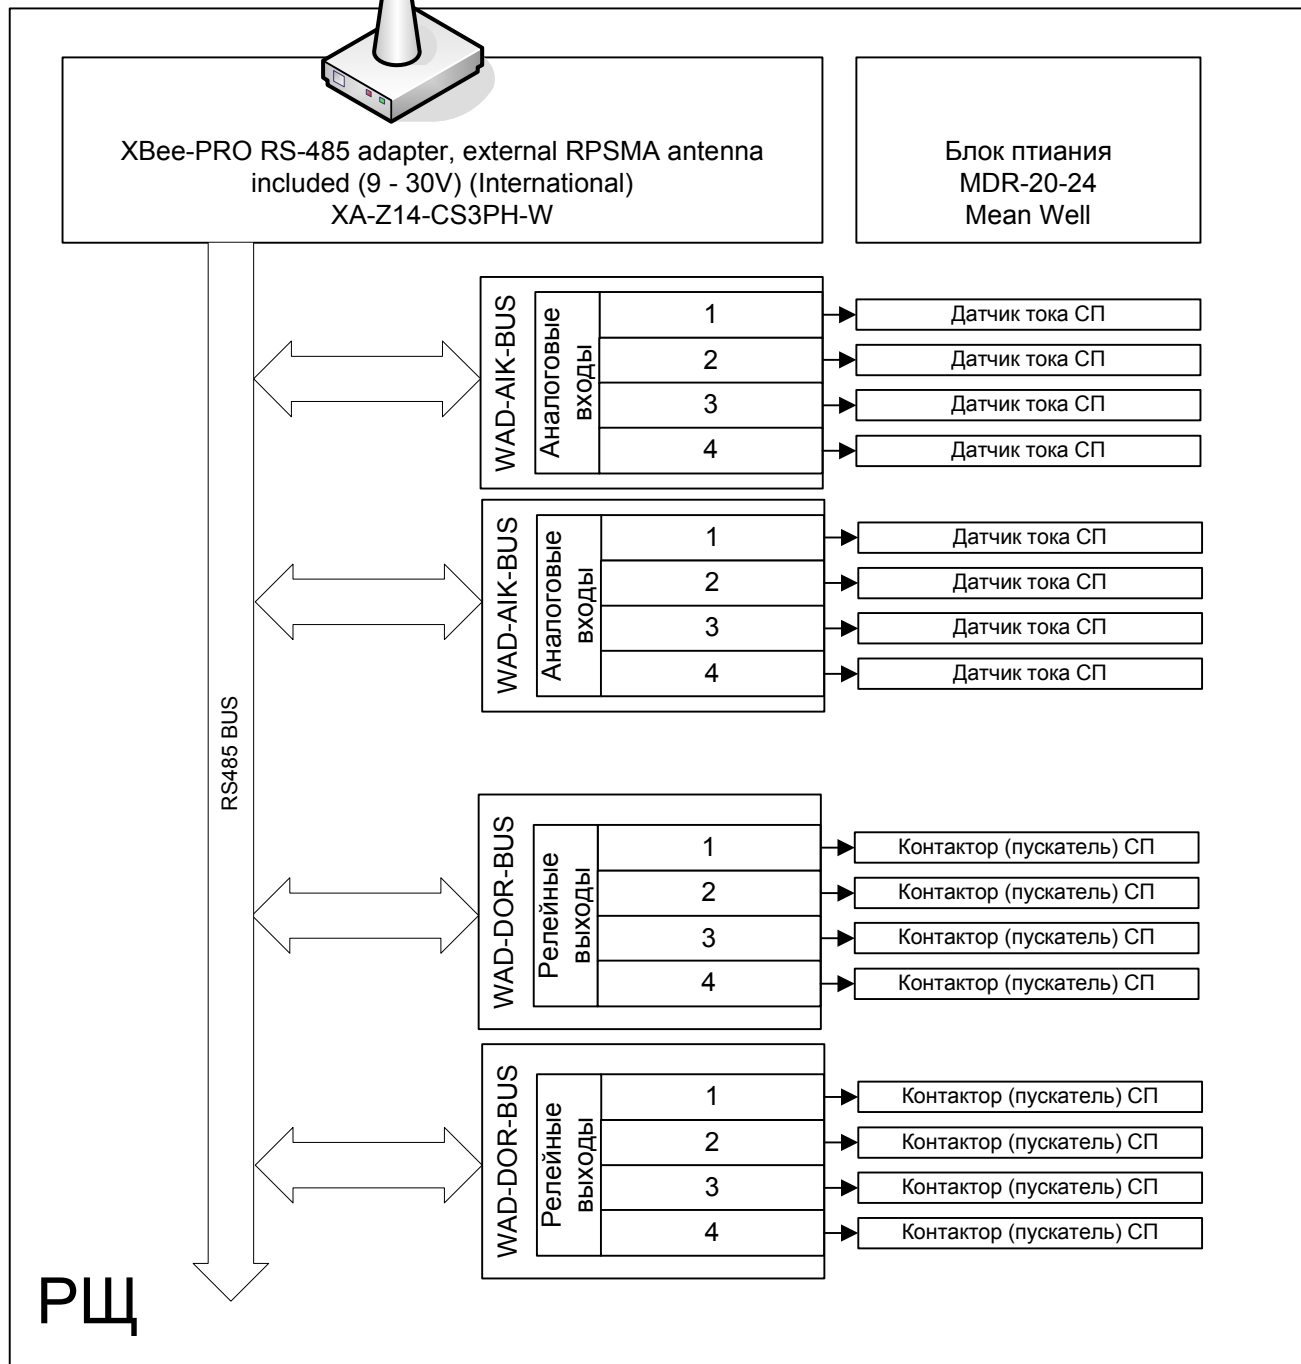 XBee-PRO RS-485 adapter, external RPSMA antenna
included (9 - 30V) (International)
XA-Z14-CS3PH-W
Блок птиания
MDR-20-24
Mean Well
RS485 BUS
WAD-AIK-BUS
Аналоговые
входы
1
Датчик тока СП
2
Датчик тока СП
3
Датчик тока СП
4
Датчик тока СП
WAD-AIK-BUS
Аналоговые
входы
1
Датчик тока СП
2
Датчик тока СП
3
Датчик тока СП
4
Датчик тока СП
WAD-DOR-BUS
Релейные
выходы
1
Контактор (пускатель) СП
2
Контактор (пускатель) СП
3
Контактор (пускатель) СП
4
Контактор (пускатель) СП
WAD-DOR-BUS
Релейные
выходы
1
Контактор (пускатель) СП
2
Контактор (пускатель) СП
3
Контактор (пускатель) СП
4
Контактор (пускатель) СП
РЩ